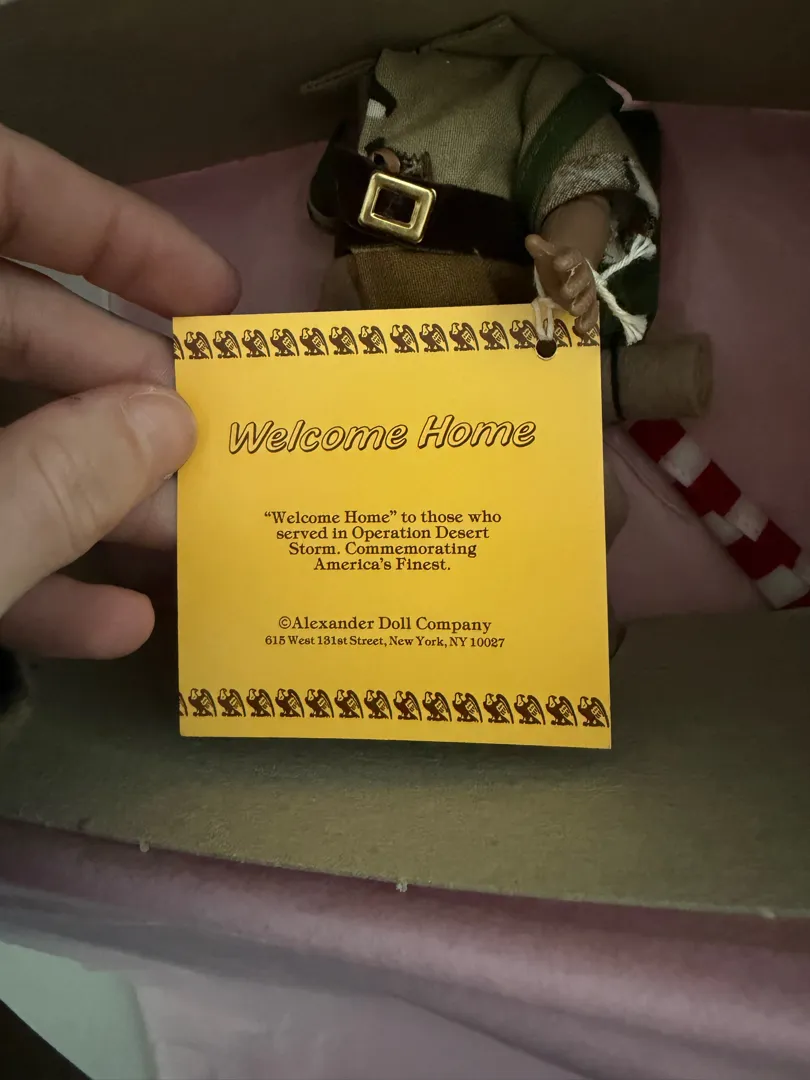 Welcome Home
“Welcome Home” to those who
served in Operation Desert
Storm. Commemorating
America’s Finest.
©Alexander Doll Company
615 West 131st Street, New York, NY 10027